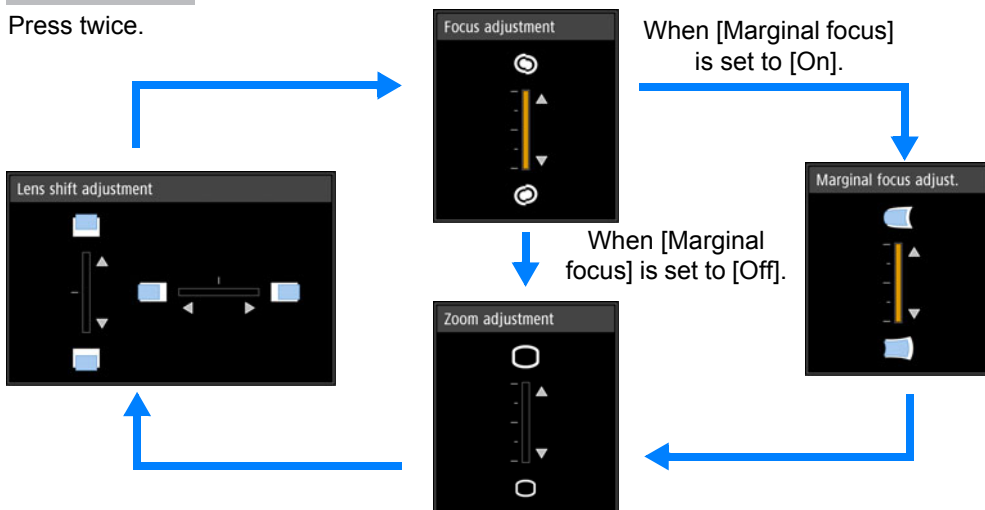 Press twice.
Focus adjustment
When [Marginal focus]
is set to [On].
Lens shift adjustment
Marginal focus adjust.
When [Marginal
focus] is set to [Off].
Zoom adjustment